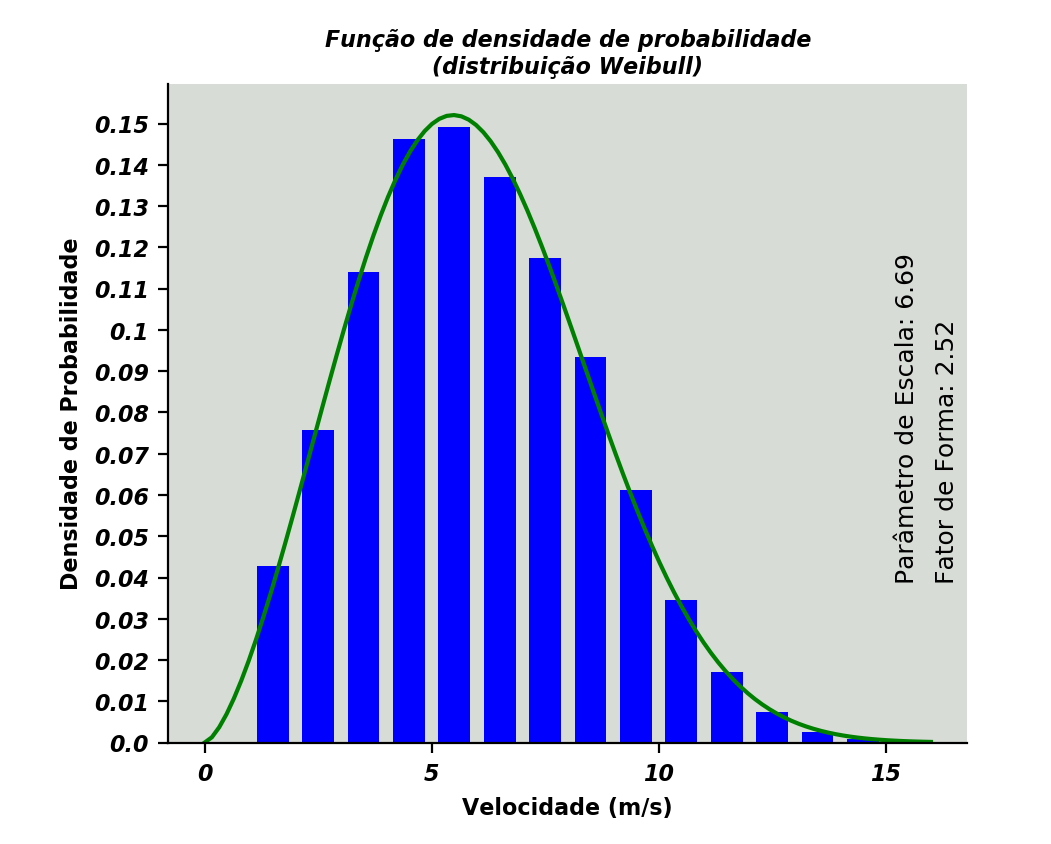 Função de densidade de probabilidade
(distribuição Weibull)
Densidade de Probabilidade
0.15
0.14
0.13
0.12
0.11
0.1
0.09
0.08
0.07
0.06
0.05
0.04
0.03
0.02
0.01
0.0
Parâmetro de Escala: 6.69
Fator de Forma: 2.52
0 5 10 15
Velocidade (m/s)